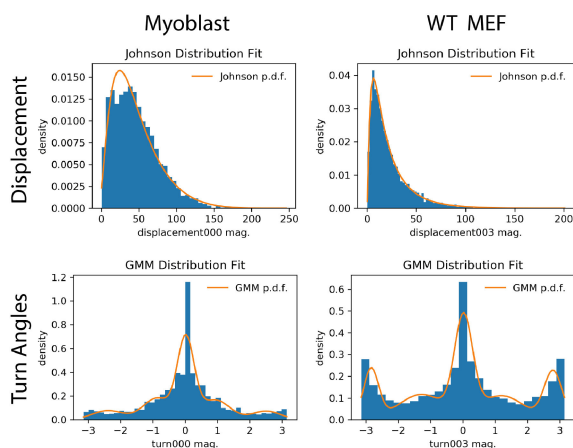 Myoblast
WT MEF
Displacement
Johnson Distribution Fit
Johnson p.d.f.
density
0.0150
0.0125
0.0100
0.0075
0.0050
0.0025
0.0000
0 50 100 150 200 250
displacement000 mag.
Johnson Distribution Fit
Johnson p.d.f.
density
0.04
0.03
0.02
0.01
0.00
0 50 100 150 200
displacement003 mag.
Turn Angles
GMM Distribution Fit
GMM p.d.f.
density
1.2
1.0
0.8
0.6
0.4
0.2
0.0
−3 −2 −1 0 1 2 3
turn000 mag.
GMM Distribution Fit
GMM p.d.f.
density
0.6
0.5
0.4
0.3
0.2
0.1
0.0
−3 −2 −1 0 1 2 3
turn003 mag.